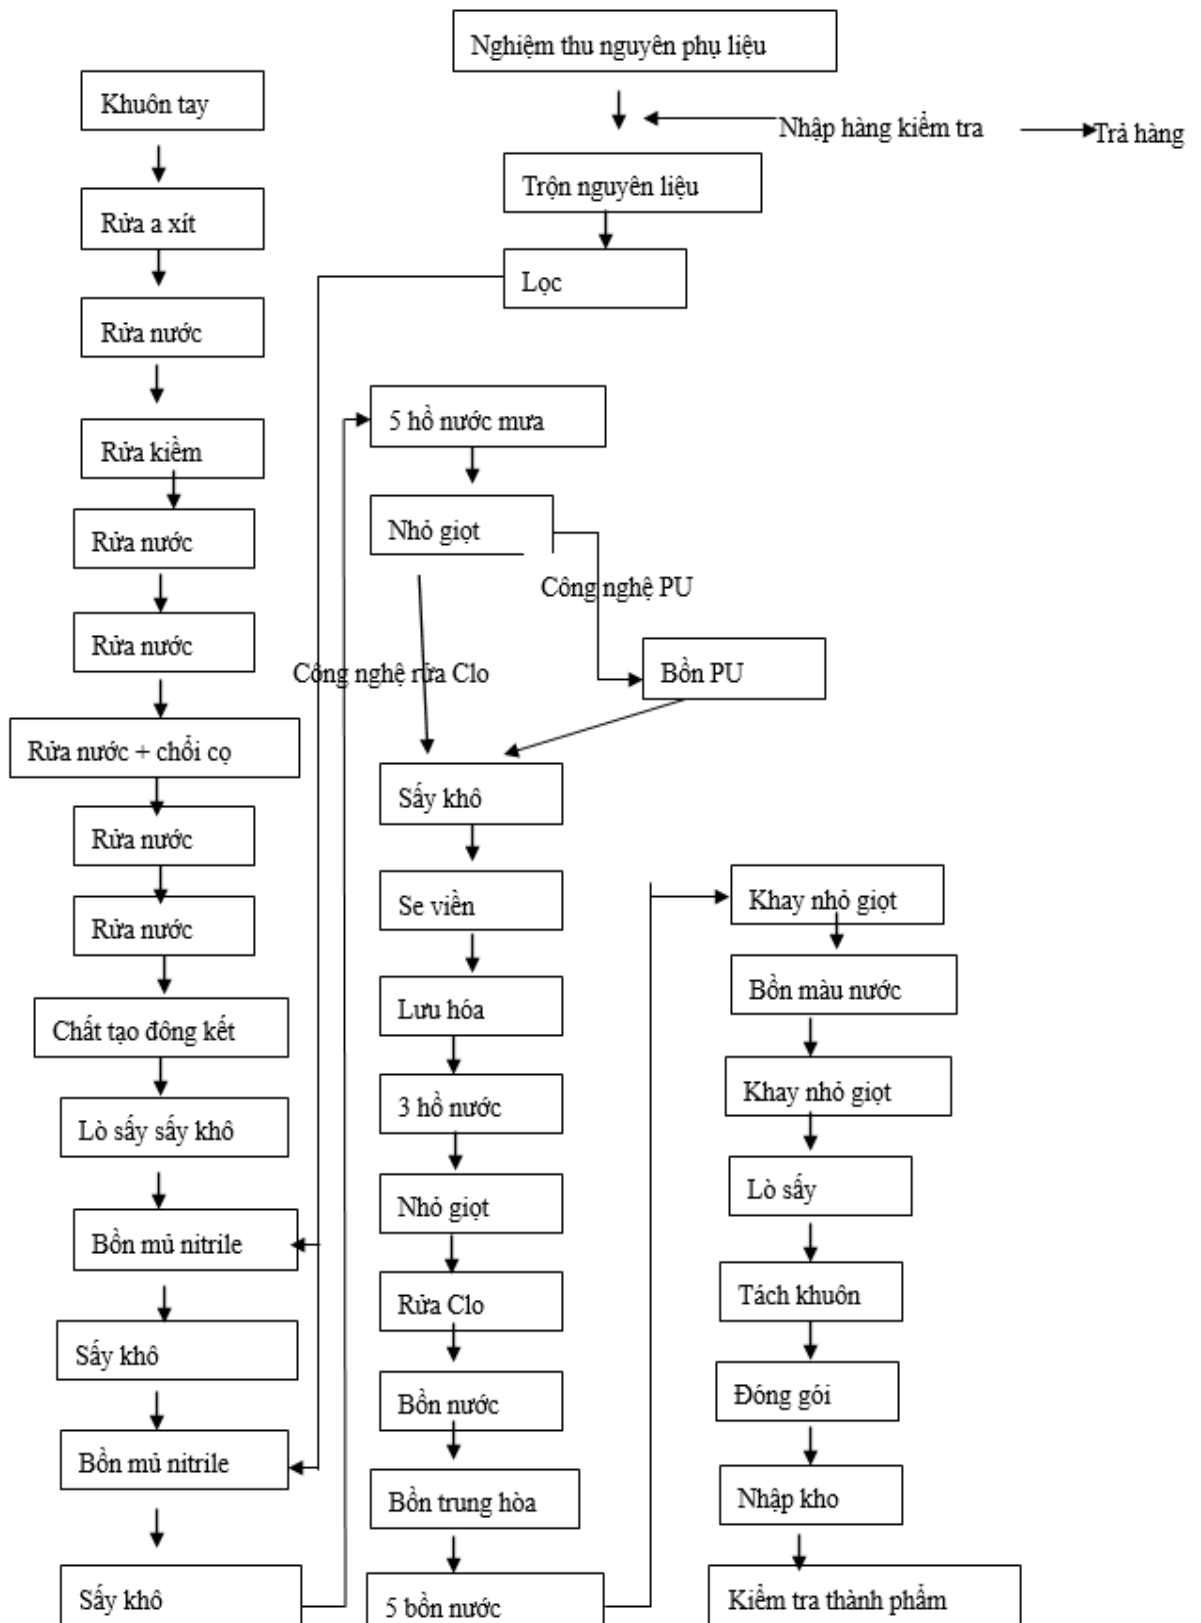 Nghiệm thu nguyên phụ liệu
Nhập hàng kiểm tra
Trả hàng
Trộn nguyên liệu
Lọc
Khuôn tay
Rửa a xít
Rửa nước
Rửa kiềm
Rửa nước
Rửa nước
Rửa nước + chổi cọ
Rửa nước
Rửa nước
Chất tạo đông kết
Lò sấy sấy khô
Bồn mủ nitrile
Sấy khô
Bồn mủ nitrile
Sấy khô
5 hồ nước mưa
Nhỏ giọt
Công nghệ PU
Công nghệ rửa Clo
Bồn PU
Sấy khô
Se viền
Lưu hóa
3 hồ nước
Nhỏ giọt
Rửa Clo
Bồn nước
Bồn trung hòa
5 bồn nước
Khay nhỏ giọt
Bồn màu nước
Khay nhỏ giọt
Lò sấy
Tách khuôn
Đóng gói
Nhập kho
Kiểm tra thành phẩm